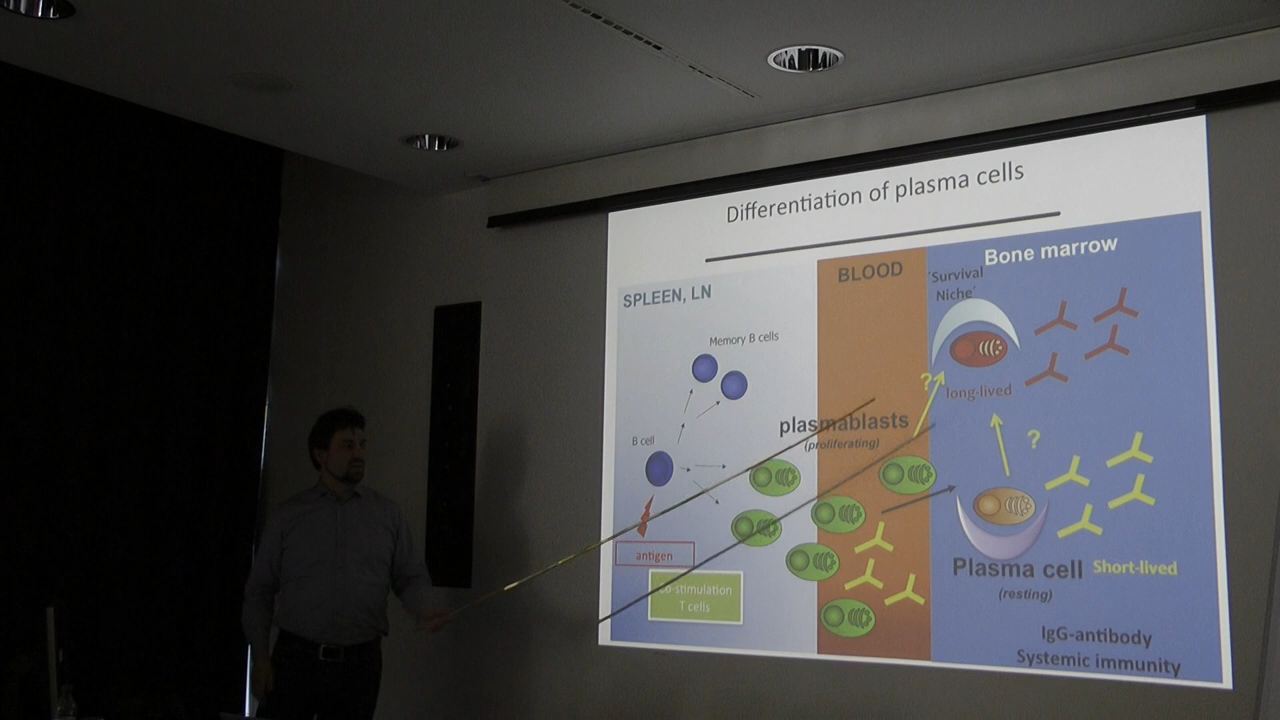 Differentiation of plasma cells
SPLEEN, LN
BLOOD
Bone marrow
´Survival
Niche´
Memory B cells
long-lived
?
B cell
plasmablasts
(proliferating)
?
antigen
Co-stimulation
T cells
Plasma cell
Short-lived
(resting)
IgG-antibody
Systemic immunity